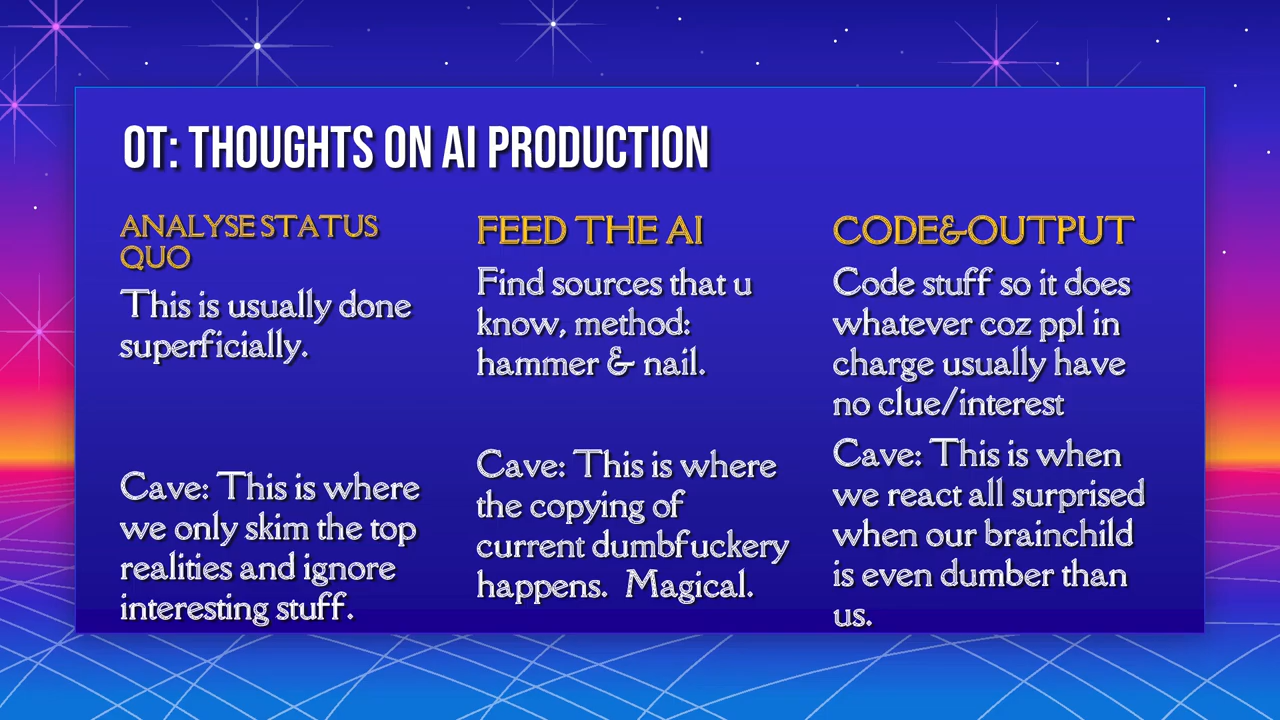 OT: THOUGHTS ON AI PRODUCTION
ANALYSE STATUS
QUO
This is usually done
superficially.
Cave: This is where
we only skim the top
realities and ignore
interesting stuff.
FEED THE AI
Find sources that u
know, method:
hammer & nail.
Cave: This is where
the copying of
current dumbfuckery
happens.  Magical.
CODE&OUTPUT
Code stuff so it does
whatever coz ppl in
charge usually have
no clue/interest
Cave: This is when
we react all surprised
when our brainchild
is even dumber than
us.